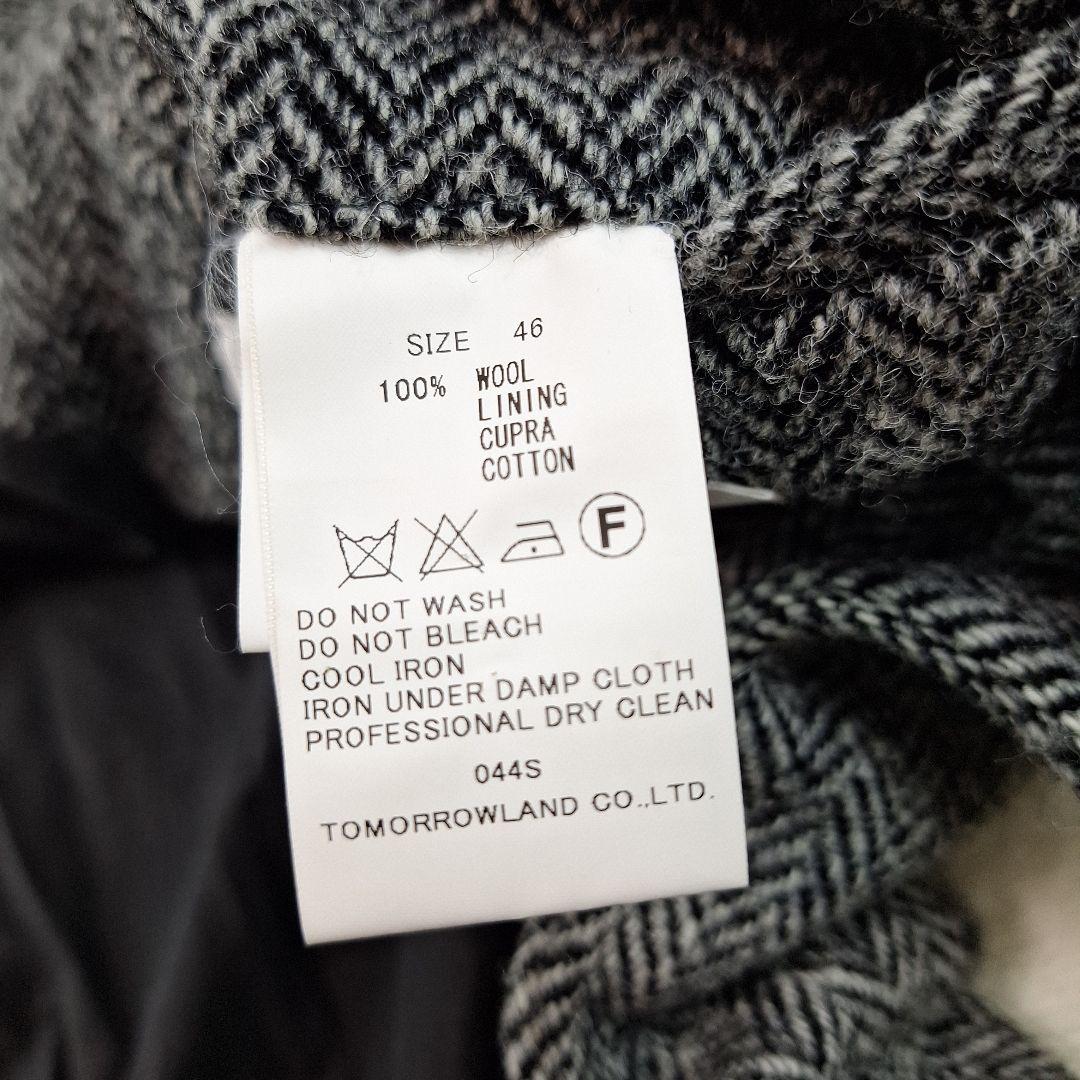 SIZE 46
100% WOOL
LINING
CUPRA
COTTON
F
DO NOT WASH
DO NOT BLEACH
COOL IRON
IRON UNDER DAMP CLOTH
PROFESSIONAL DRY CLEAN
044S
TOMORROWLAND CO.,LTD.